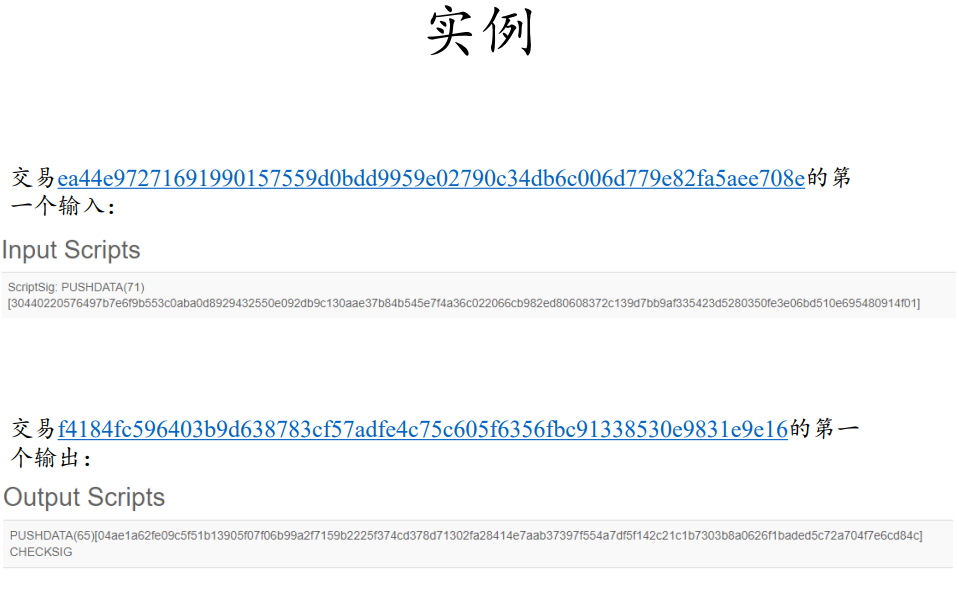 实例
交易ea44e97271691990157559d0bdd9959e02790c34db6c006d779e82fa5aee708e的第
一个输入：
Input Scripts
ScriptSig: PUSHDATA(71)
[30440220576497b7e6f9b553c0aba0d8929432550e092db9c130aae37b84b545e7f4a36c022066cb982ed80608372c139d7bb9af335423d5280350fe3e06bd510e695480914f01]
交易f4184fc596403b9d638783cf57adfe4c75c605f6356fbc91338530e9831e9e16的第一
个输出：
Output Scripts
PUSHDATA(65)[04ae1a62fe09c5f51b13905f07f06b99a2f7159b2225f374cd378d71302fa28414e7aab37397f554a7df5f142c21c1b7303b8a0626f1baded5c72a704f7e6cd84c]
CHECKSIG